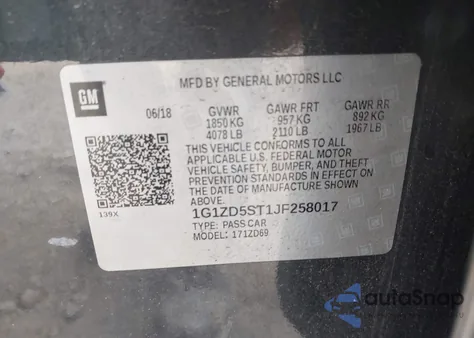 MFD BY GENERAL MOTORS LLC
GM
06/18 GVWR GAWR FRT GAWR RR
1850 KG 957 KG 892 KG
4078 LB 2110 LB 1967 LB
THIS VEHICLE CONFORMS TO ALL
APPLICABLE U.S. FEDERAL MOTOR
VEHICLE SAFETY, BUMPER, AND THEFT
PREVENTION STANDARDS IN EFFECT ON
THE DATE OF MANUFACTURE SHOWN
ABOVE.
139X
1G1ZD5ST1JF258017
TYPE: PASS CAR
MODEL: 171ZD69
autoSnap